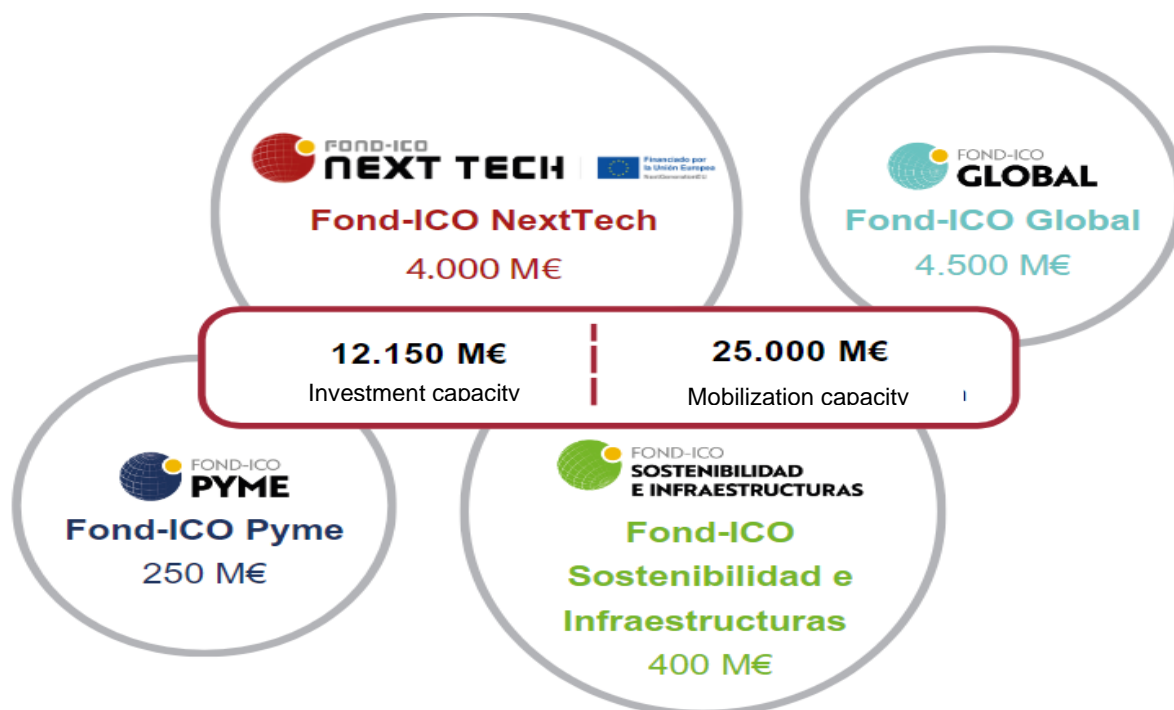 FOND-ICO
NEXT TECH
Financiado por
la Unión Europea
NextGenerationEU
Fond-ICO NextTech
4.000 M€
FOND-ICO
GLOBAL
Fond-ICO Global
4.500 M€
12.150 M€
Investment capacity
25.000 M€
Mobilization capacity
FOND-ICO
PYME
Fond-ICO Pyme
250 M€
FOND-ICO
SOSTENIBILIDAD
E INFRAESTRUCTURAS
Fond-ICO
Sostenibilidad e
Infraestructuras
400 M€